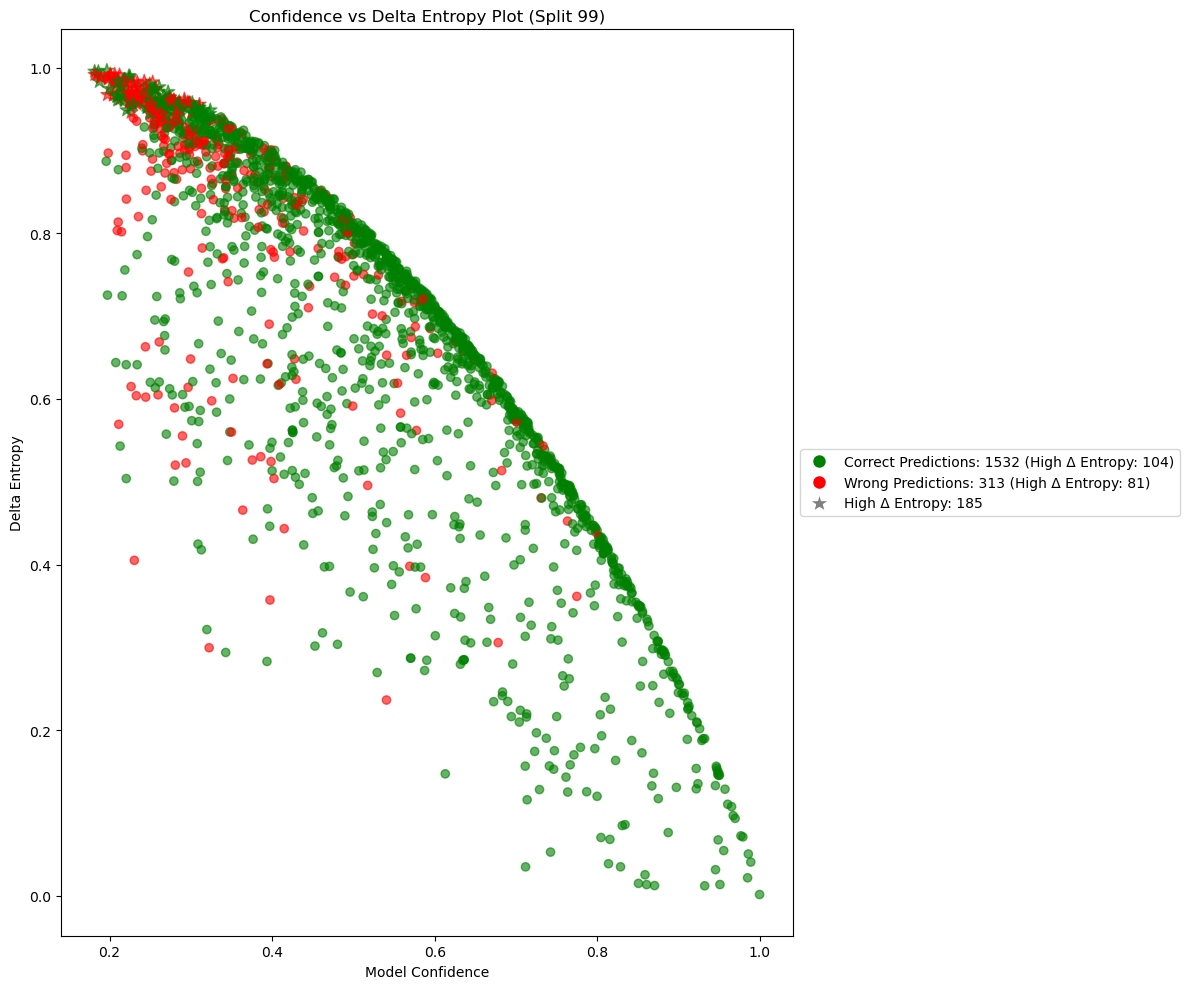 Confidence vs Delta Entropy Plot (Split 99)
1.0
0.8
0.6
0.4
0.2
0.0
Delta Entropy
0.2 0.4 0.6 0.8 1.0
Model Confidence
Correct Predictions: 1532 (High Δ Entropy: 104)
Wrong Predictions: 313 (High Δ Entropy: 81)
High Δ Entropy: 185